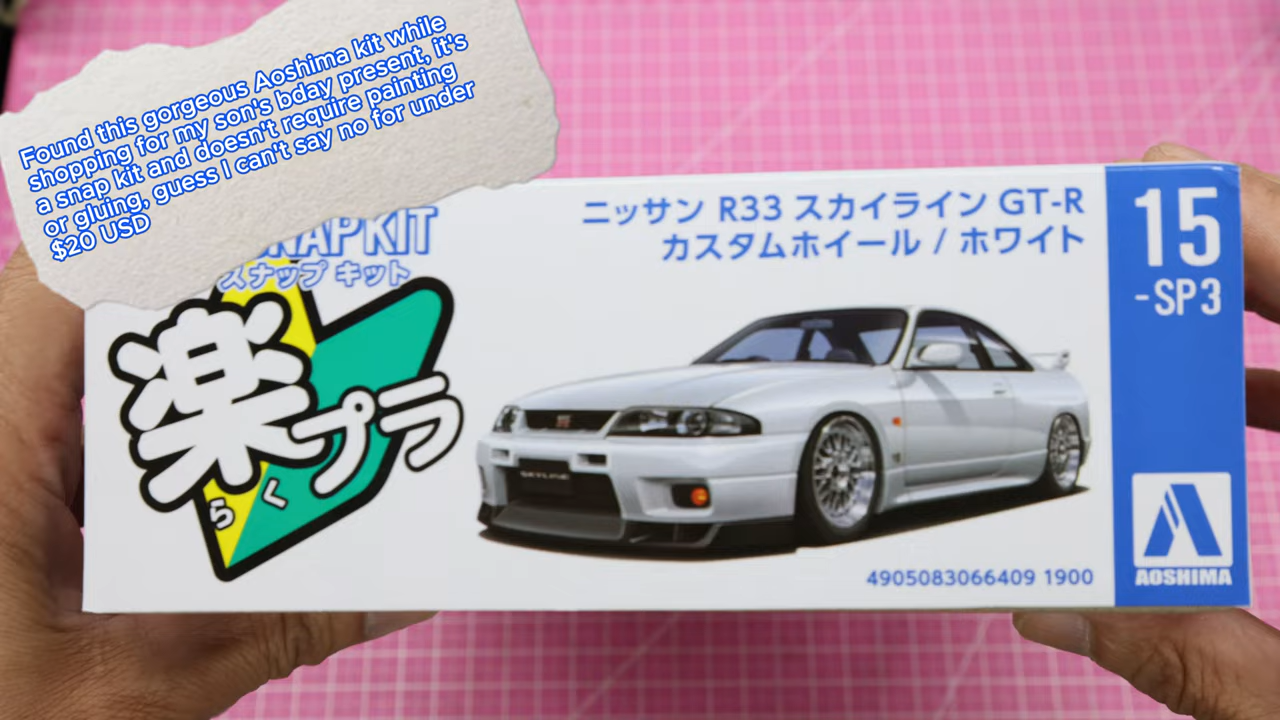 Found this gorgeous Aoshima kit while
shopping for my son's bday present, it's
a snap kit and doesn't require painting
or gluing, guess I can't say no for under
$20 USD
SNAPKIT
スナップ キット
楽プラ
らく
ニッサン R33 スカイライン GT-R
カスタムホイール / ホワイト
SKYLINE
4905083066409 1900
15
-SP3
AOSHIMA